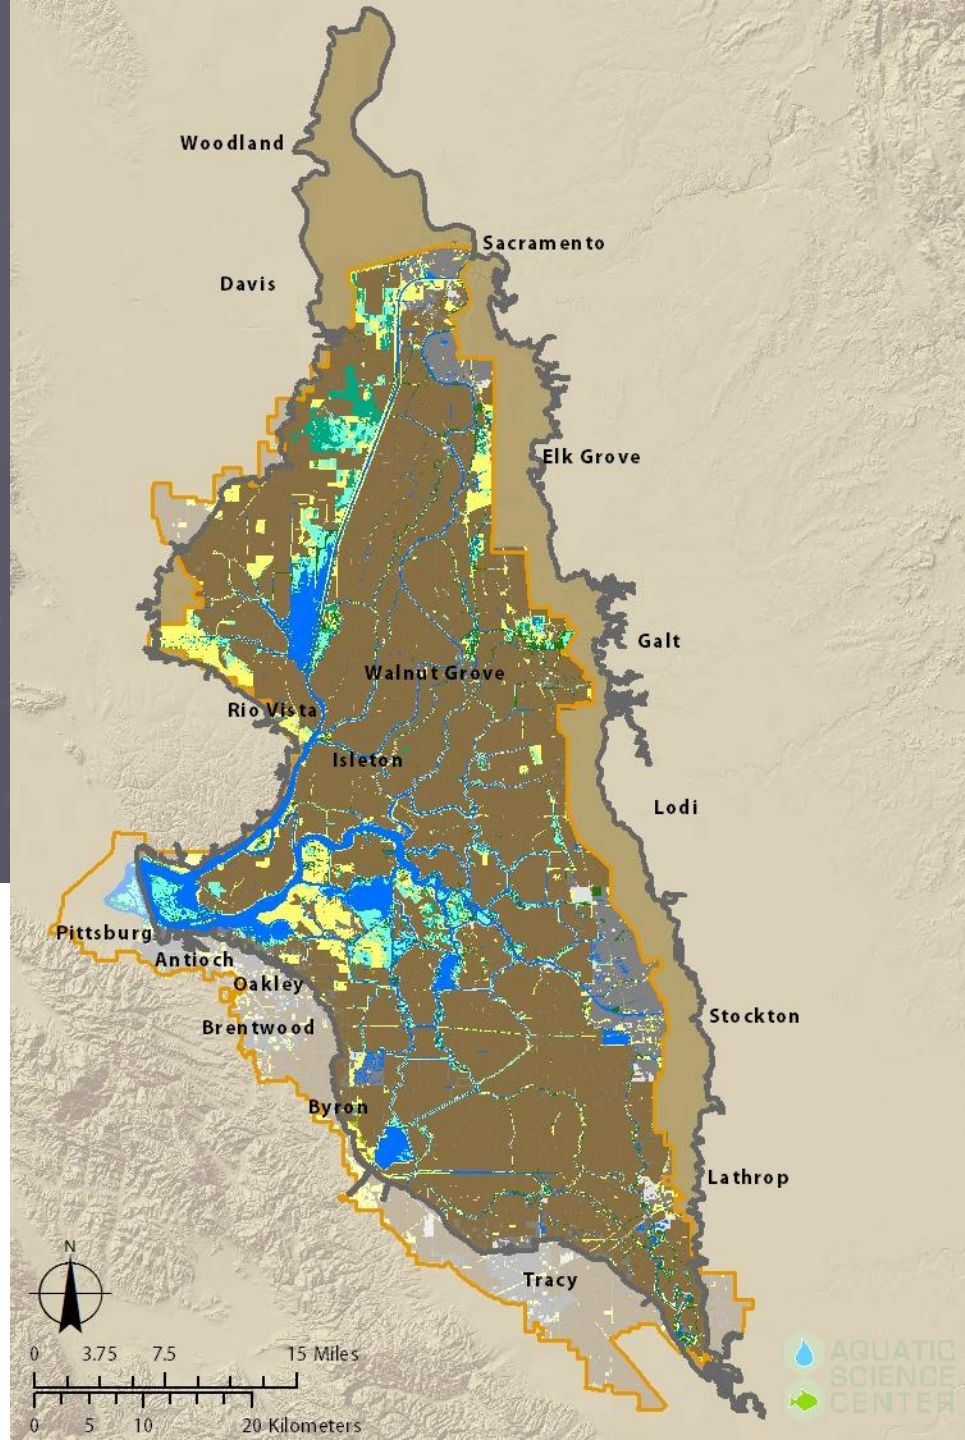 Woodland
Sacramento
Davis
Elk Grove
Galt
Walnut Grove
Rio Vista
Isleton
Lodi
Pittsburg
Antioch
Oakley
Brentwood
Stockton
Byron
Lathrop
N
Tracy
0 3.75 7.5 15 Miles
0 5 10 20 Kilometers
AQUATIC
SCIENCE
CENTER